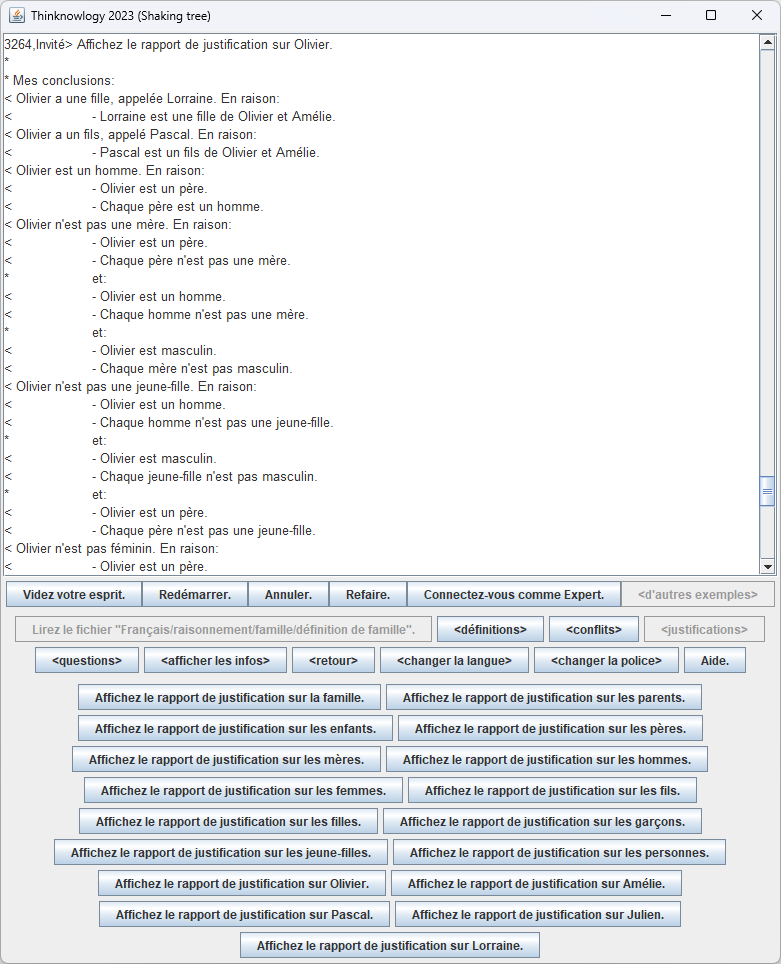 Thinknowlogy 2023 (Shaking tree)
3264,Invité> Affichez le rapport de justification sur Olivier.
*
* Mes conclusions:
< Olivier a une fille, appelée Lorraine. En raison:
< - Lorraine est une fille de Olivier et Amélie.
< Olivier a un fils, appelé Pascal. En raison:
< - Pascal est un fils de Olivier et Amélie.
< Olivier est un homme. En raison:
< - Olivier est un père.
< - Chaque père est un homme.
< Olivier n'est pas une mère. En raison:
< - Olivier est un père.
< - Chaque père n'est pas une mère.
* et:
< - Olivier est un homme.
< - Chaque homme n'est pas une mère.
* et:
< - Olivier est masculin.
< - Chaque mère n'est pas masculin.
< Olivier n'est pas une jeune-fille. En raison:
< - Olivier est un homme.
< - Chaque homme n'est pas une jeune-fille.
* et:
< - Olivier est masculin.
< - Chaque jeune-fille n'est pas masculin.
* et:
< - Olivier est un père.
< - Chaque père n'est pas une jeune-fille.
< Olivier n'est pas féminin. En raison:
< - Olivier est un père.
Videz votre esprit. Redémarrer. Annuler. Refaire. Connectez-vous comme Expert. <d'autres exemples>
Lirez le fichier "Français/raisonnement/famille/définition de famille". <définitions> <conflits> <justifications>
<questions> <afficher les infos> <retour> <changer la langue> <changer la police> Aide.
Affichez le rapport de justification sur la famille. Affichez le rapport de justification sur les parents.
Affichez le rapport de justification sur les enfants. Affichez le rapport de justification sur les pères.
Affichez le rapport de justification sur les mères. Affichez le rapport de justification sur les hommes.
Affichez le rapport de justification sur les femmes. Affichez le rapport de justification sur les fils.
Affichez le rapport de justification sur les filles. Affichez le rapport de justification sur les garçons.
Affichez le rapport de justification sur les jeune-filles. Affichez le rapport de justification sur les personnes.
Affichez le rapport de justification sur Olivier. Affichez le rapport de justification sur Amélie.
Affichez le rapport de justification sur Pascal. Affichez le rapport de justification sur Julien.
Affichez le rapport de justification sur Lorraine.